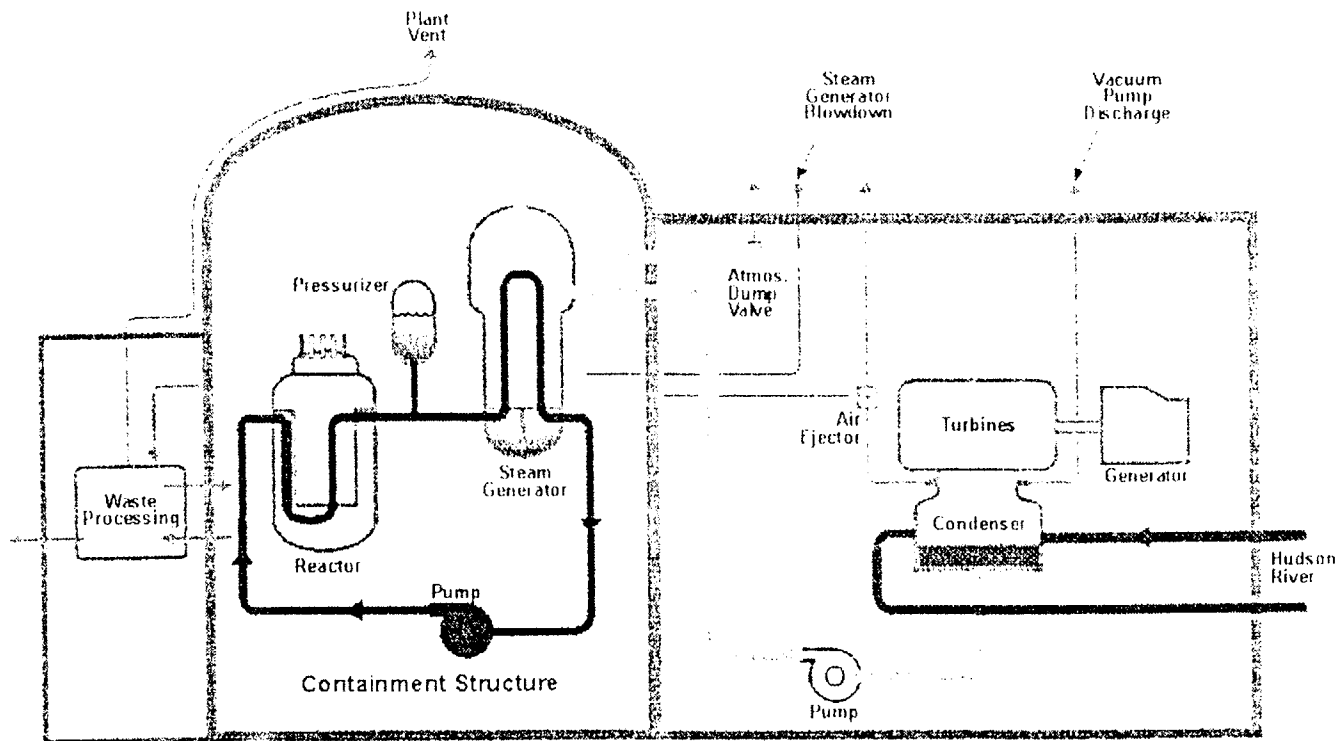 Plant
Vent
Steam
Generator
Blowdown
Vacuum
Pump
Discharge
Pressurizer
Atmos.
Dump
Valve
Air
Ejector
Turbines
Generator
Steam
Generator
Waste
Processing
Condenser
Reactor
Hudson
River
Pump
Containment Structure
Pump